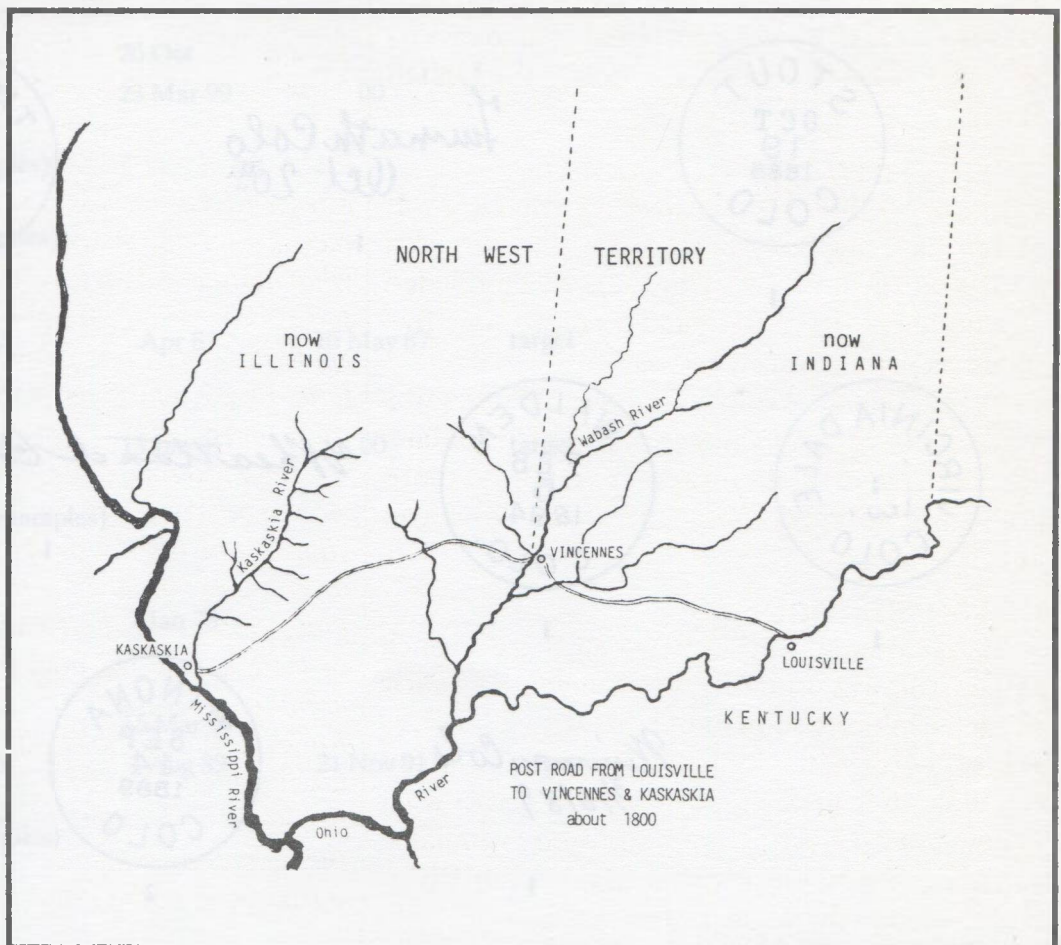 NORTH WEST TERRITORY
now
ILLINOIS
now
INDIANA
Wabash River
Kaskaskia River
VINCENNES
KASKASKIA
LOUISVILLE
Mississippi River
KENTUCKY
POST ROAD FROM LOUISVILLE
TO VINCENNES & KASKASKIA
about 1800
Ohio River